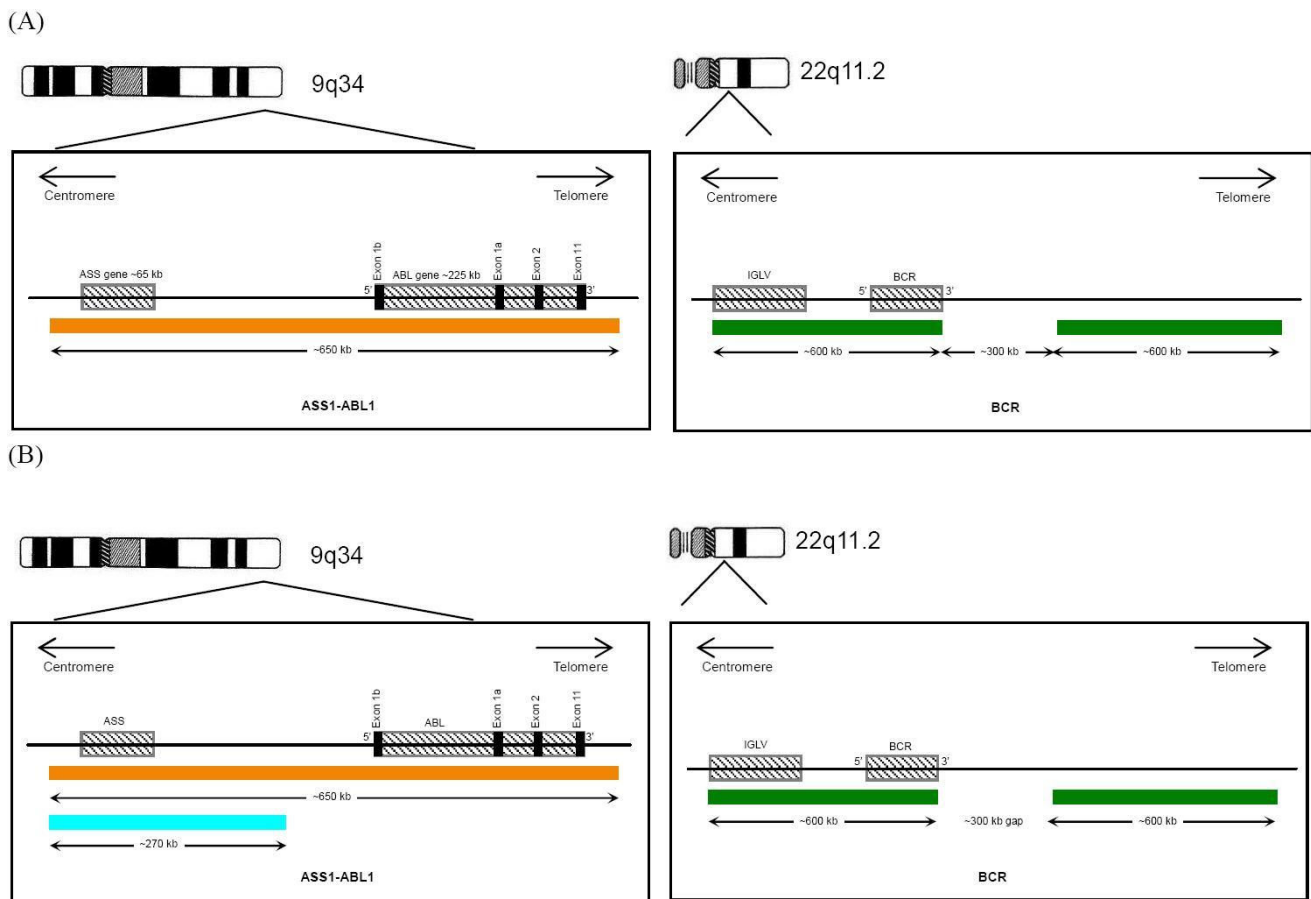 (A)
9q34
22q11.2
Centromere
Telomere
ASS gene ~65 kb
5'
Exon 1b
ABL gene ~225 kb
Exon 1a
Exon 2
Exon 11
3'
~650 kb
ASS1-ABL1
Centromere
Telomere
IGLV
5'
BCR
3'
~600 kb
~300 kb
~600 kb
BCR
(B)
9q34
22q11.2
Centromere
Telomere
ASS
5'
Exon 1b
ABL
Exon 1a
Exon 2
Exon 11
3'
~650 kb
~270 kb
ASS1-ABL1
Centromere
Telomere
IGLV
5'
BCR
3'
~600 kb
~300 kb gap
~600 kb
BCR